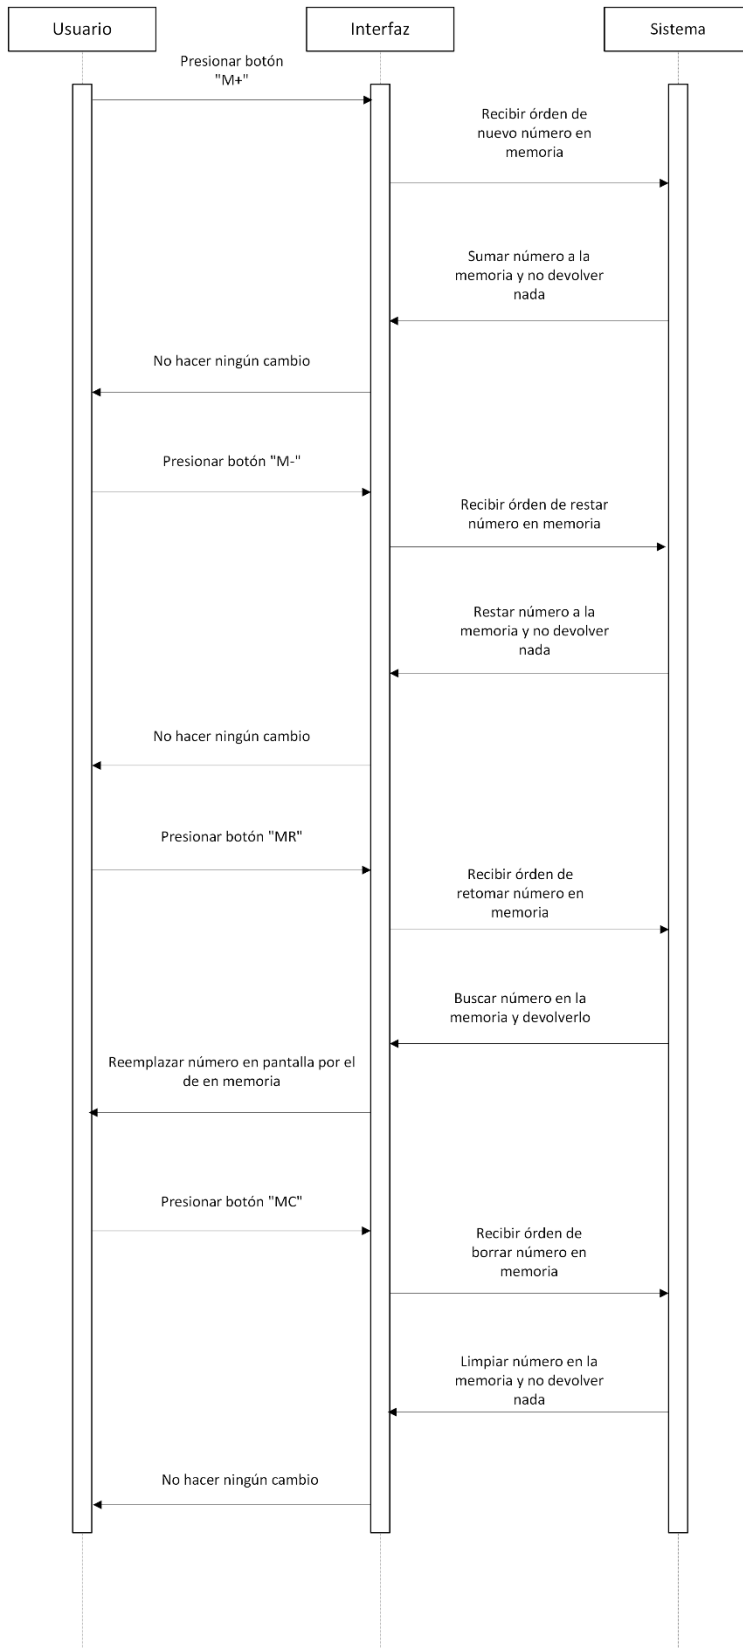 Usuario
Interfaz
Sistema
Presionar botón
"M+"
Recibir órden de
nuevo número en
memoria
Sumar número a la
memoria y no devolver
nada
No hacer ningún cambio
Presionar botón "M-"
Recibir órden de restar
número en memoria
Restar número a la
memoria y no devolver
nada
No hacer ningún cambio
Presionar botón "MR"
Recibir órden de
retomar número en
memoria
Buscar número en la
memoria y devolverlo
Reemplazar número en pantalla por el
de en memoria
Presionar botón "MC"
Recibir órden de
borrar número en
memoria
Limpiar número en la
memoria y no devolver
nada
No hacer ningún cambio